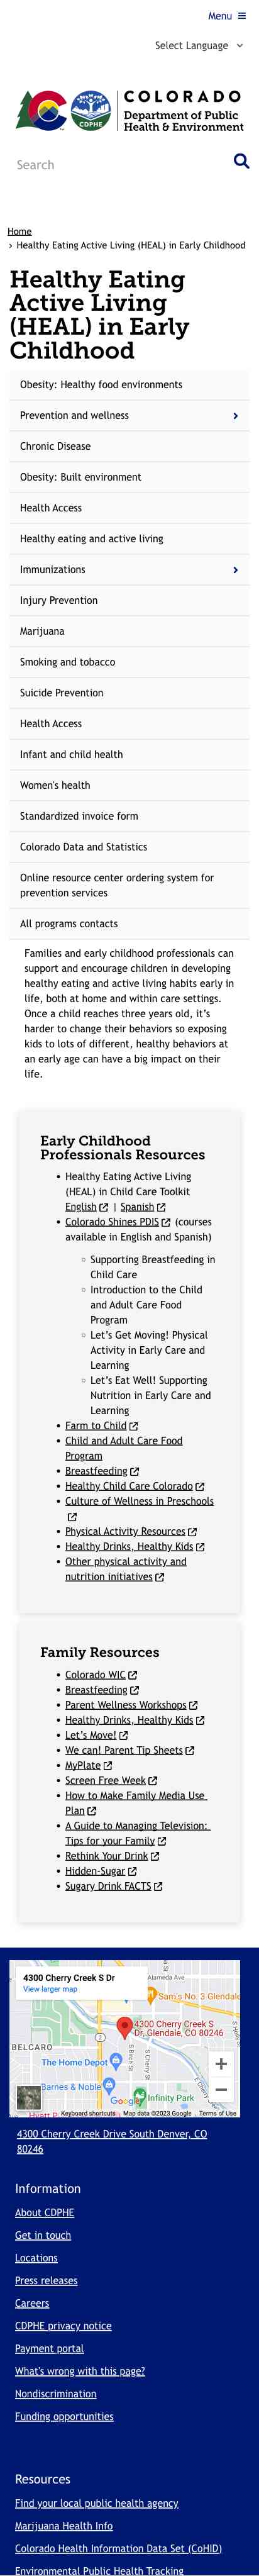 Menu
Select Language
COLORADO
Department of Public
Health & Environment
CDPHE
Search
Home
Healthy Eating Active Living (HEAL) in Early Childhood
Healthy Eating
Active Living
(HEAL) in Early
Childhood
Obesity: Healthy food environments
Prevention and wellness
Chronic Disease
Obesity: Built environment
Health Access
Healthy eating and active living
Immunizations
Injury Prevention
Marijuana
Smoking and tobacco
Suicide Prevention
Health Access
Infant and child health
Women's health
Standardized invoice form
Colorado Data and Statistics
Online resource center ordering system for
prevention services
All programs contacts
Families and early childhood professionals can
support and encourage children in developing
healthy eating and active living habits early in
life, both at home and within care settings.
Once a child reaches three years old, it’s
harder to change their behaviors so exposing
kids to lots of different, healthy behaviors at
an early age can have a big impact on their
life.
Early Childhood
Professionals Resources
• Healthy Eating Active Living
(HEAL) in Child Care Toolkit
English | Spanish
• Colorado Shines PDIS (courses
available in English and Spanish)
◦ Supporting Breastfeeding in
Child Care
◦ Introduction to the Child
and Adult Care Food
Program
◦ Let’s Get Moving! Physical
Activity in Early Care and
Learning
◦ Let’s Eat Well! Supporting
Nutrition in Early Care and
Learning
• Farm to Child
• Child and Adult Care Food
Program
• Breastfeeding
• Healthy Child Care Colorado
• Culture of Wellness in Preschools
• Physical Activity Resources
• Healthy Drinks, Healthy Kids
• Other physical activity and
nutrition initiatives
Family Resources
• Colorado WIC
• Breastfeeding
• Parent Wellness Workshops
• Healthy Drinks, Healthy Kids
• Let’s Move!
• We can! Parent Tip Sheets
• MyPlate
• Screen Free Week
• How to Make Family Media Use
Plan
• A Guide to Managing Television:
Tips for your Family
• Rethink Your Drink
• Hidden-Sugar
• Sugary Drink FACTS
4300 Cherry Creek S Dr
View larger map
Alameda Ave
Sam's No. 3 Glendale
4300 Cherry Creek S
Dr, Glendale, CO 80246
BELCARO
The Home Depot
Barnes & Noble
Infinity Park
Google
Keyboard shortcuts
Map data ©2023 Google
Terms of Use
4300 Cherry Creek Drive South Denver, CO
80246
Information
About CDPHE
Get in touch
Locations
Press releases
Careers
CDPHE privacy notice
Payment portal
What's wrong with this page?
Nondiscrimination
Funding opportunities
Resources
Find your local public health agency
Marijuana Health Info
Colorado Health Information Data Set (CoHID)
Environmental Public Health Tracking